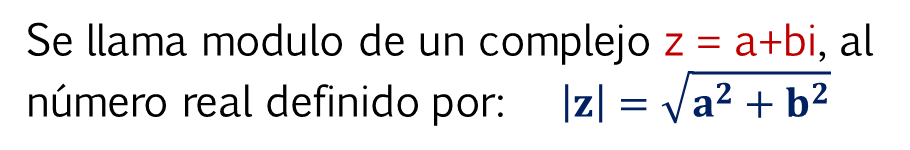 Se llama modulo de un complejo z = a+bi, al
número real definido por: |z| = √a² + b²